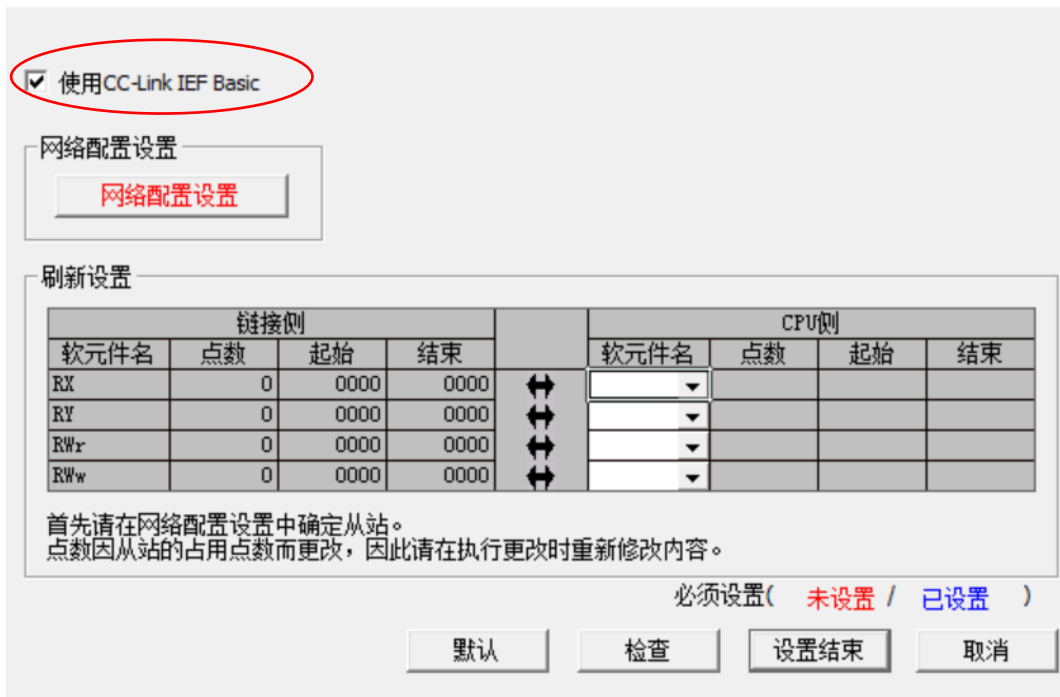 使用CC-Link IEF Basic
网络配置设置
网络配置设置
刷新设置
链接侧 CPU侧
软元件名 点数 起始 结束 软元件名 点数 起始 结束
RX 0 0000 0000
RY 0 0000 0000
RWr 0 0000 0000
RWw 0 0000 0000
首先请在网络配置设置中确定从站。
点数因从站的占用点数而更改，因此请在执行更改时重新修改内容。
必须设置( 未设置 / 已设置 )
默认 检查 设置结束 取消